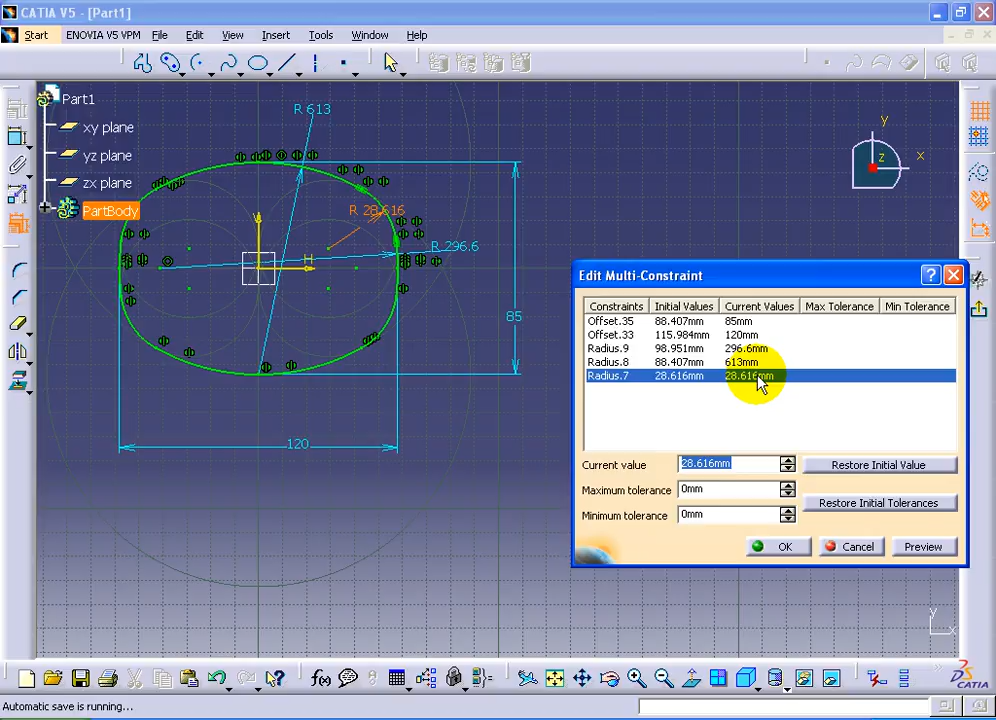 CATIA V5 - [Part1]
Start ENOVIA V5 VPM File Edit View Insert Tools Window Help
Part1
xy plane
yz plane
zx plane
PartBody
R 613
R 28.616
R 296.6
V
H
85
120
y
x
z
Edit Multi-Constraint
Constraints Initial Values Current Values Max Tolerance Min Tolerance
Offset.35 88.407mm 85mm
Offset.33 115.984mm 120mm
Radius.9 98.951mm 296.6mm
Radius.8 88.407mm 613mm
Radius.7 28.616mm 28.616mm
Current value 28.616mm Restore Initial Value
Maximum tolerance 0mm
Restore Initial Tolerances
Minimum tolerance 0mm
OK Cancel Preview
y
x
f(x)
CATIA
Automatic save is running...